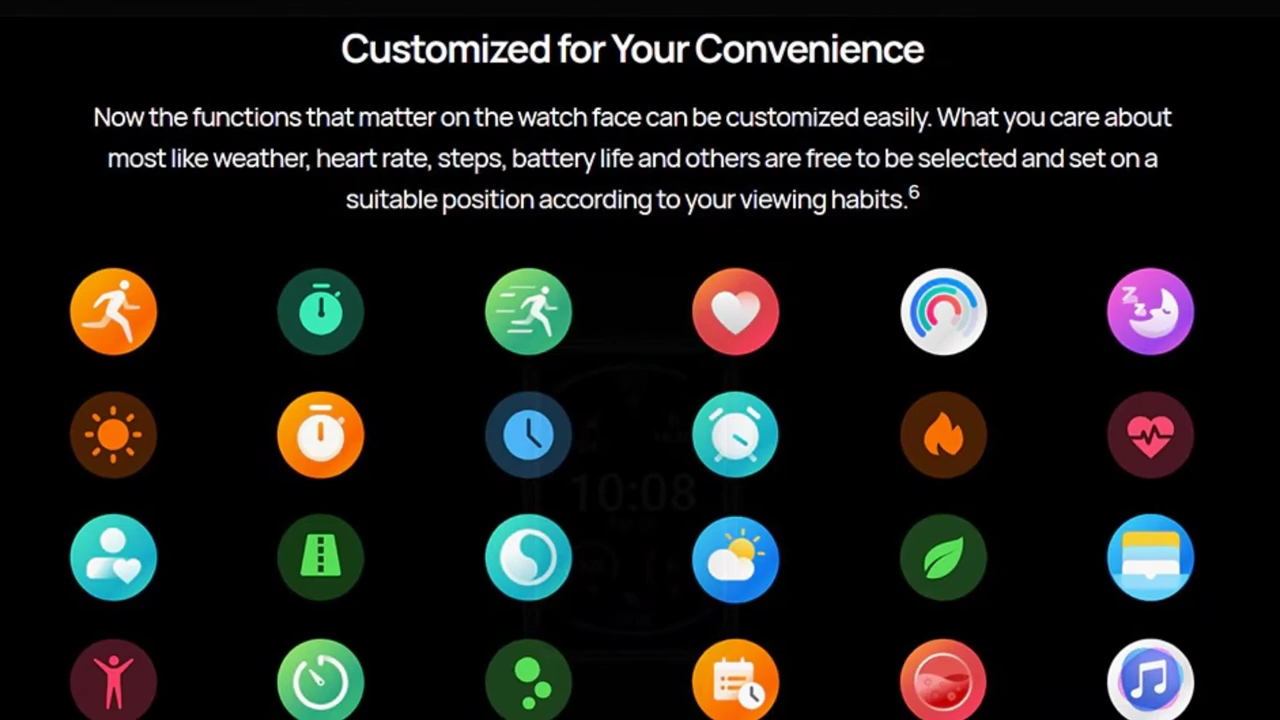 Customized for Your Convenience
Now the functions that matter on the watch face can be customized easily. What you care about
most like weather, heart rate, steps, battery life and others are free to be selected and set on a
suitable position according to your viewing habits.⁶
10:08